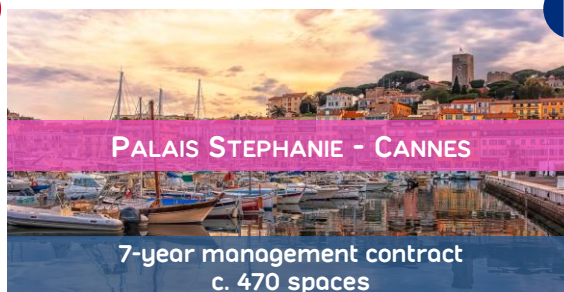 Palais Stephanie - Cannes
7-year management contract
c. 470 spaces